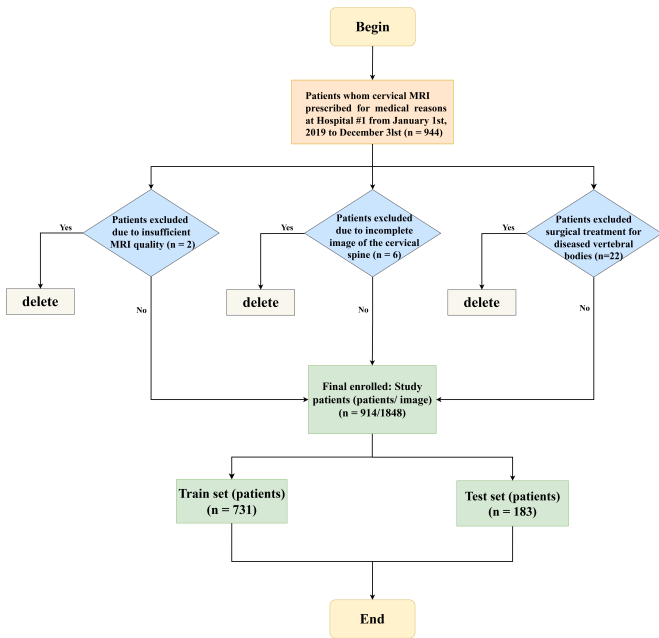 Begin
Patients whom cervical MRI
prescribed for medical reasons
at Hospital #1 from January 1st,
2019 to December 3lst (n = 944)
Patients excluded
due to insufficient
MRI quality (n = 2)
Yes
delete
No
Patients excluded
due to incomplete
image of the cervical
spine (n = 6)
Yes
delete
No
Patients excluded
surgical treatment for
diseased vertebral
bodies (n=22)
Yes
delete
No
Final enrolled: Study
patients (patients/ image)
(n = 914/1848)
Train set (patients)
(n = 731)
Test set (patients)
(n = 183)
End